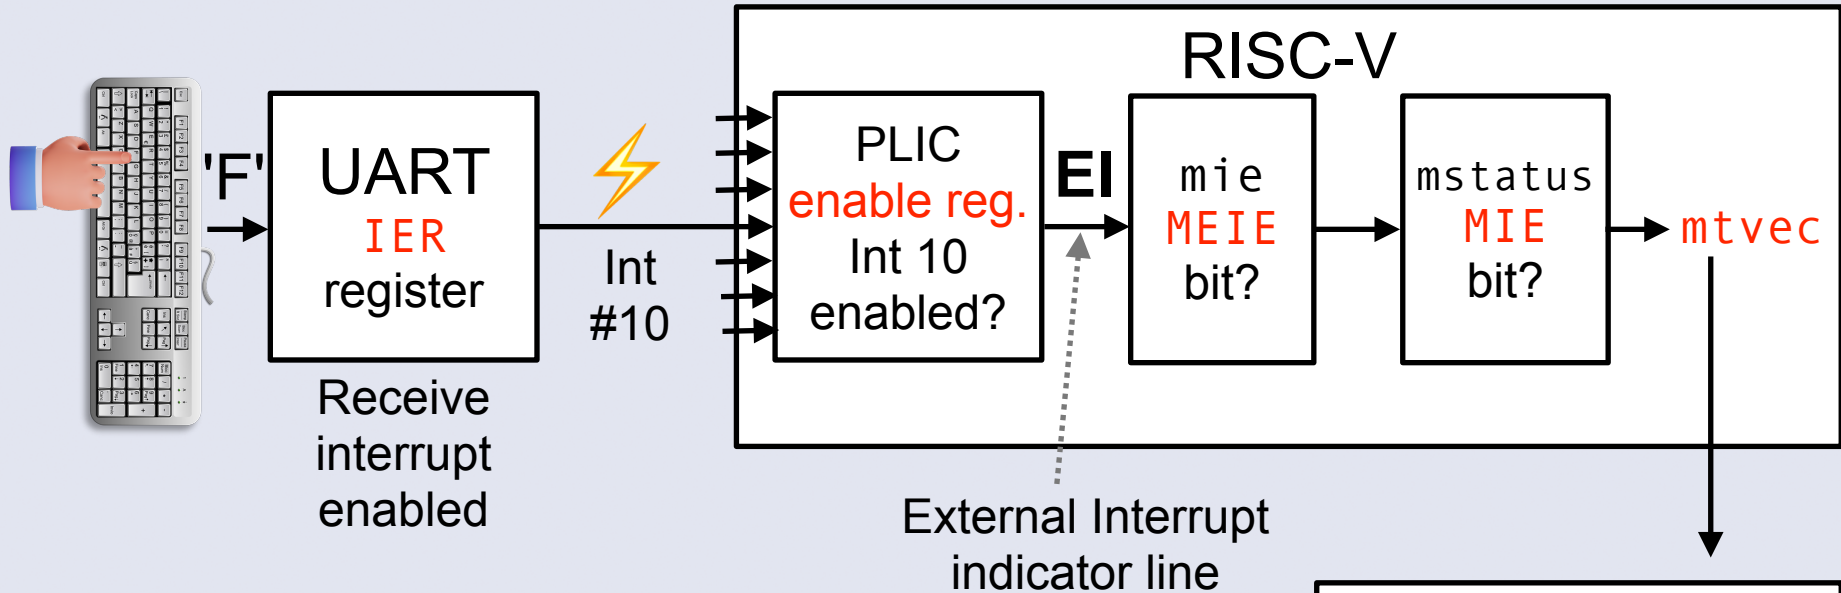 RISC-V
'F'
UART
IER
register
Receive
interrupt
enabled
Int
#10
PLIC
enable reg.
Int 10
enabled?
EI
mie
MEIE
bit?
mstatus
MIE
bit?
mtvec
External Interrupt
indicator line